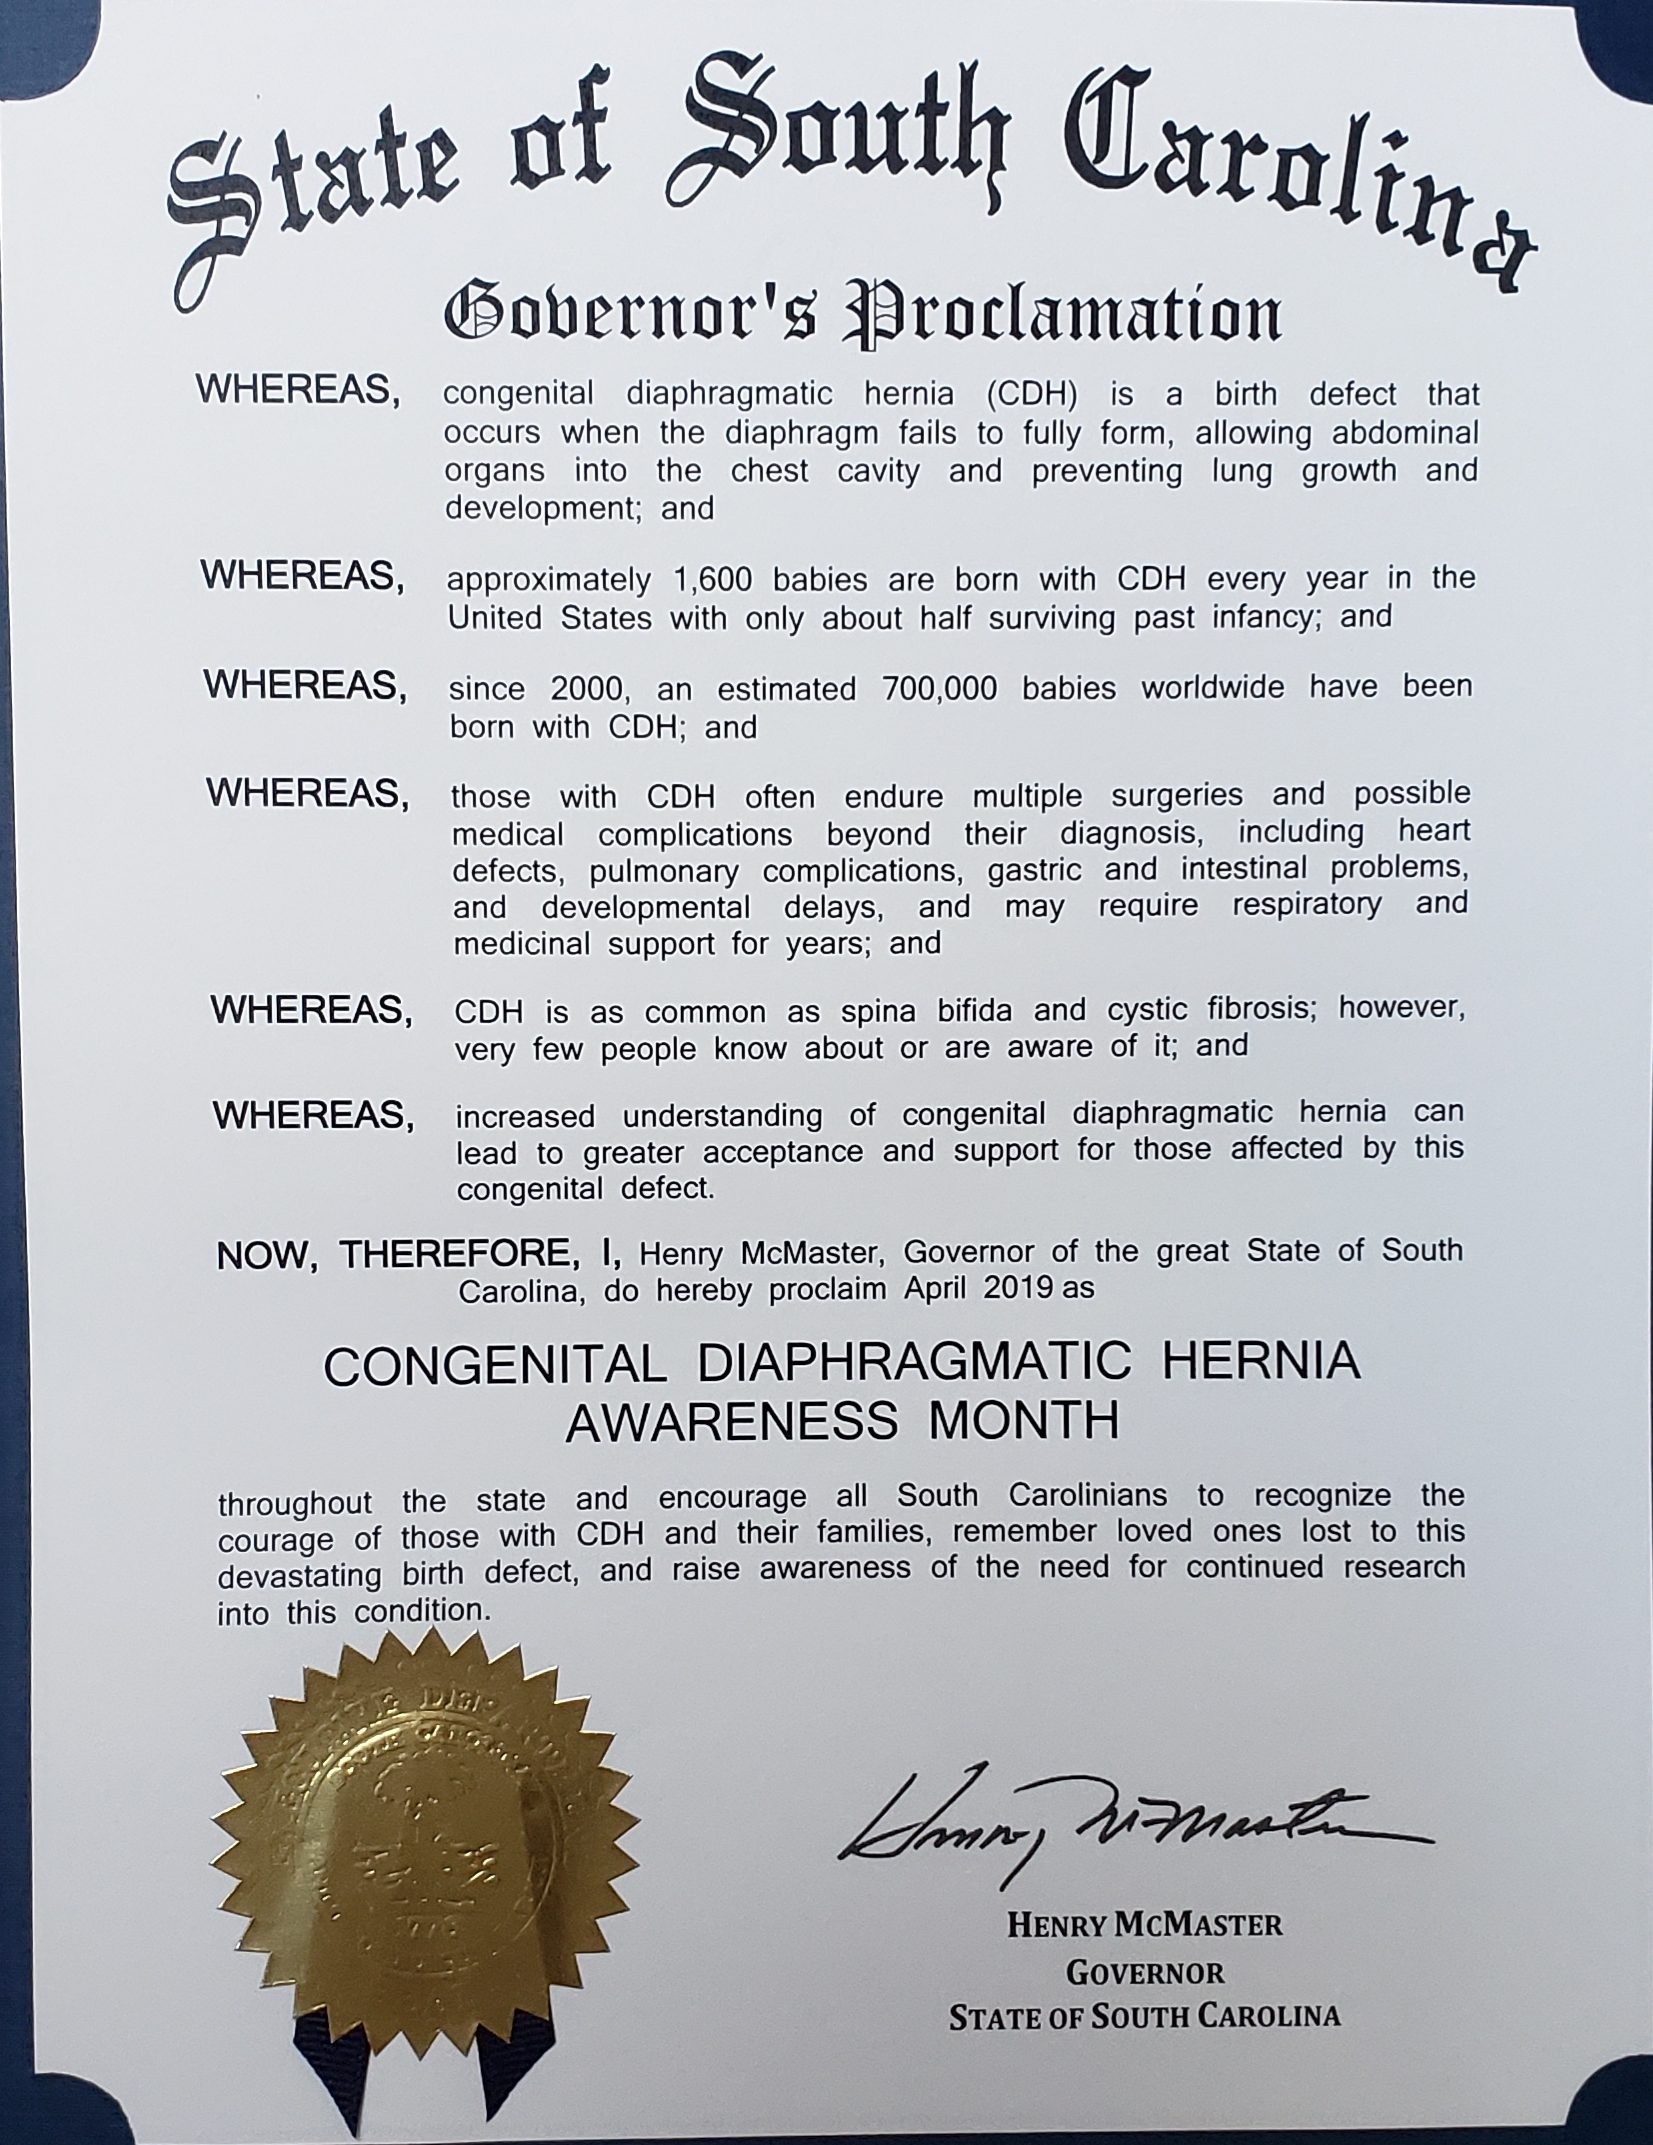 State of South Carolina
Governor's Proclamation
WHEREAS, congenital diaphragmatic hernia (CDH) is a birth defect that
occurs when the diaphragm fails to fully form, allowing abdominal
organs into the chest cavity and preventing lung growth and
development; and
WHEREAS, approximately 1,600 babies are born with CDH every year in the
United States with only about half surviving past infancy; and
WHEREAS, since 2000, an estimated 700,000 babies worldwide have been
born with CDH; and
WHEREAS, those with CDH often endure multiple surgeries and possible
medical complications beyond their diagnosis, including heart
defects, pulmonary complications, gastric and intestinal problems,
and developmental delays, and may require respiratory and
medicinal support for years; and
WHEREAS, CDH is as common as spina bifida and cystic fibrosis; however,
very few people know about or are aware of it; and
WHEREAS, increased understanding of congenital diaphragmatic hernia can
lead to greater acceptance and support for those affected by this
congenital defect.
NOW, THEREFORE, I, Henry McMaster, Governor of the great State of South
Carolina, do hereby proclaim April 2019 as
CONGENITAL DIAPHRAGMATIC HERNIA
AWARENESS MONTH
throughout the state and encourage all South Carolinians to recognize the
courage of those with CDH and their families, remember loved ones lost to this
devastating birth defect, and raise awareness of the need for continued research
into this condition.
Henry McMaster
HENRY MCMASTER
GOVERNOR
STATE OF SOUTH CAROLINA